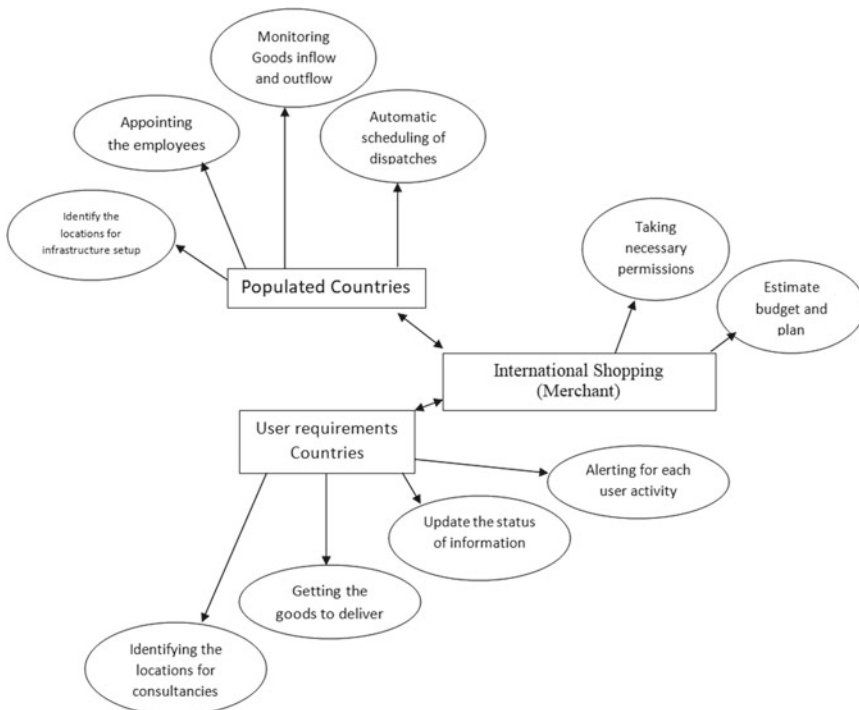 Monitoring
Goods inflow
and outflow
Appointing
the employees
Automatic
scheduling of
dispatches
Identify the
locations for
infrastructure setup
Populated Countries
Taking
necessary
permissions
Estimate
budget and
plan
International Shopping
(Merchant)
User requirements
Countries
Alerting for each
user activity
Update the status
of information
Getting the
goods to deliver
Identifying the
locations for
consultancies